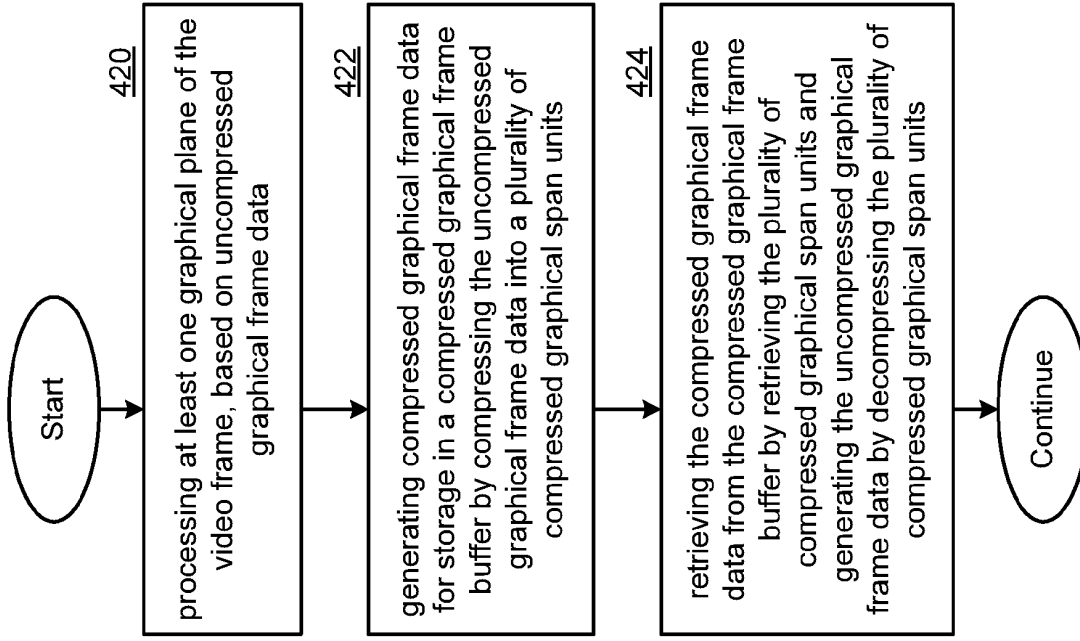 Start
420
processing at least one graphical plane of the
video frame, based on uncompressed
graphical frame data
422
generating compressed graphical frame data
for storage in a compressed graphical frame
buffer by compressing the uncompressed
graphical frame data into a plurality of
compressed graphical span units
424
retrieving the compressed graphical frame
data from the compressed graphical frame
buffer by retrieving the plurality of
compressed graphical span units and
generating the uncompressed graphical
frame data by decompressing the plurality of
compressed graphical span units
Continue